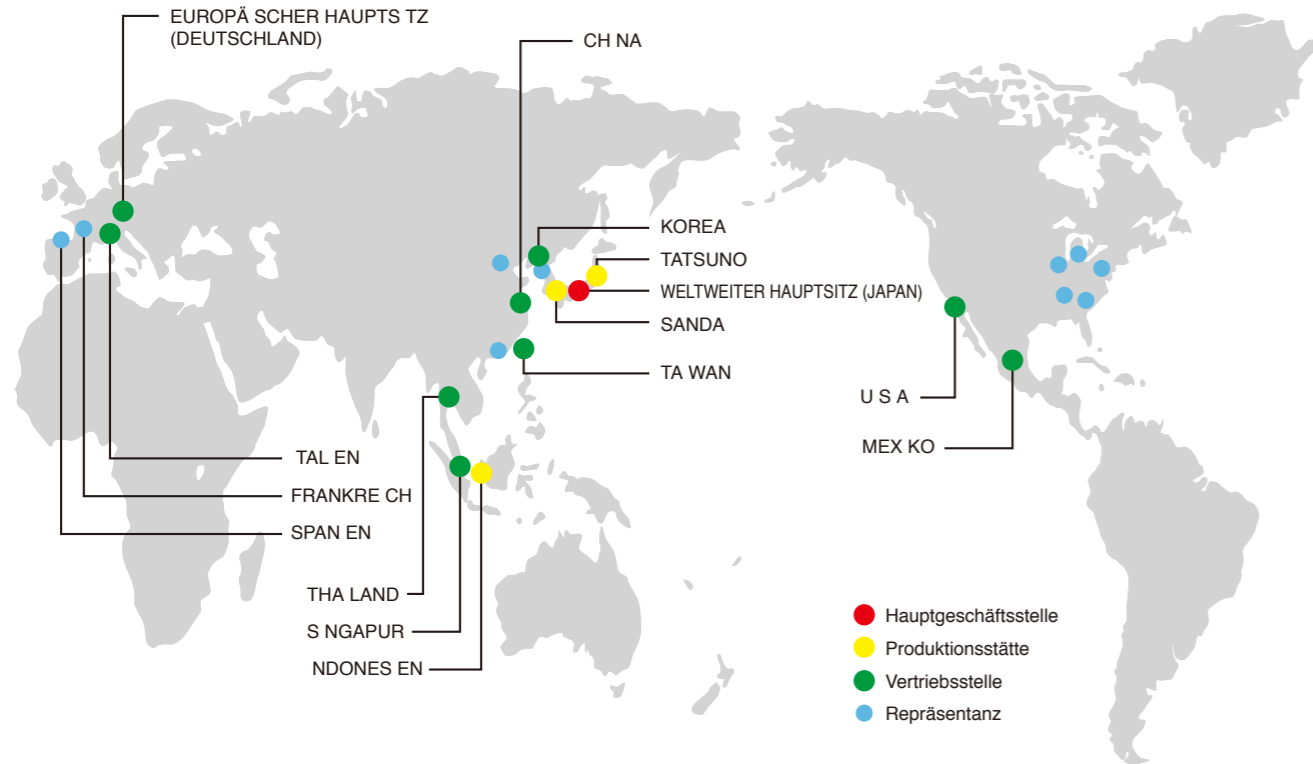 EUROPÄ SCHER HAUPTS TZ
(DEUTSCHLAND)
CH NA
KOREA
TATSUNO
WELTWEITER HAUPTSITZ (JAPAN)
SANDA
TA WAN
U S A
MEX KO
TAL EN
FRANKRE CH
SPAN EN
THA LAND
S NGAPUR
NDONES EN
Hauptgeschäftsstelle
Produktionsstätte
Vertriebsstelle
Repräsentanz